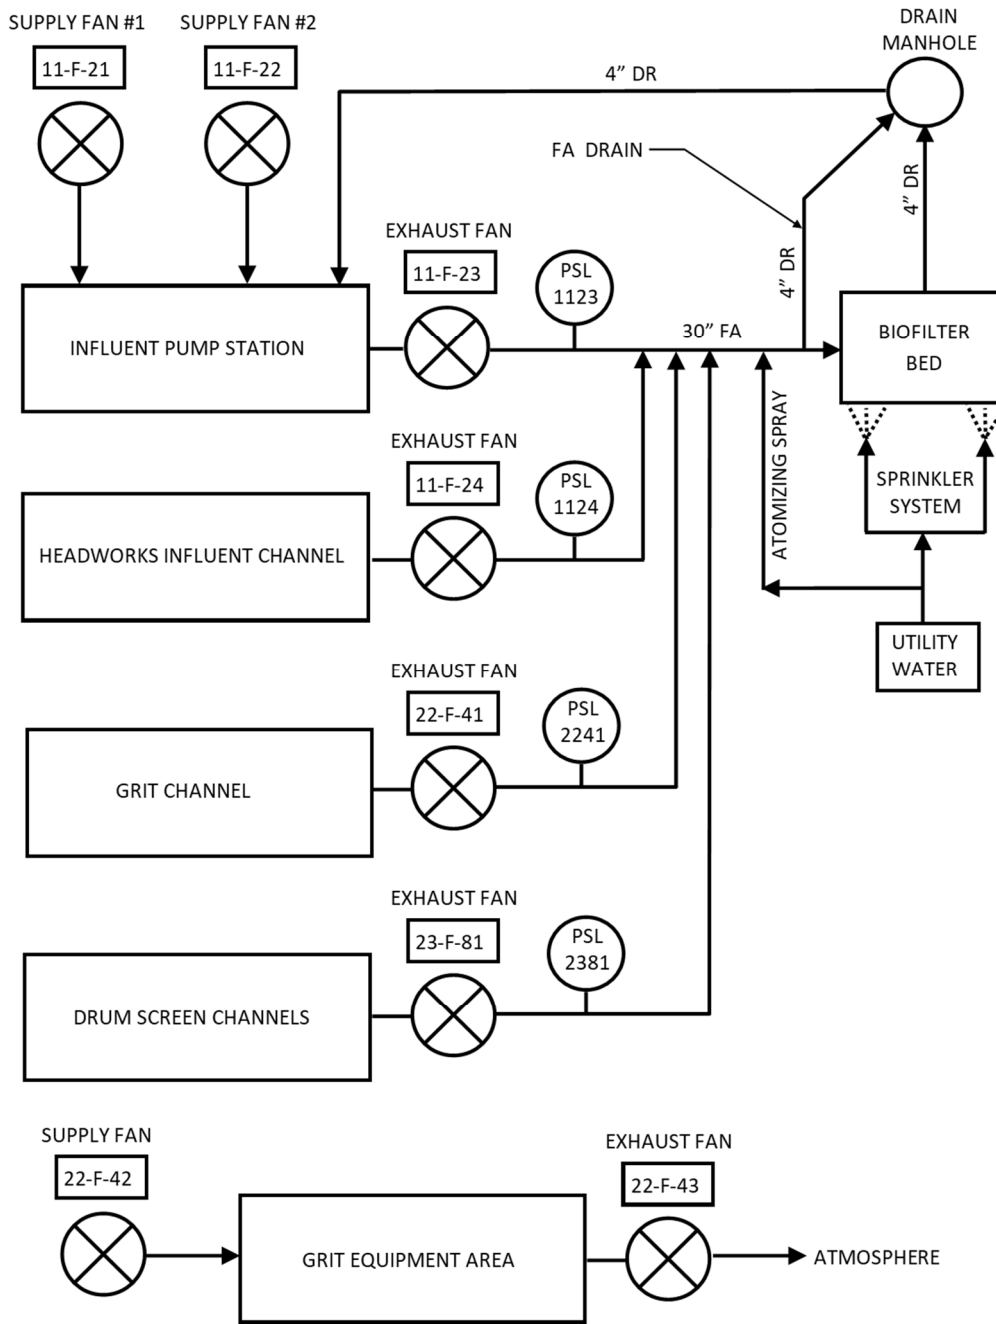 SUPPLY FAN #1
11-F-21
SUPPLY FAN #2
11-F-22
DRAIN
MANHOLE
4” DR
FA DRAIN
4” DR
4” DR
EXHAUST FAN
11-F-23
PSL
1123
INFLUENT PUMP STATION
30” FA
BIOFILTER
BED
EXHAUST FAN
11-F-24
PSL
1124
HEADWORKS INFLUENT CHANNEL
ATOMIZING SPRAY
SPRINKLER
SYSTEM
UTILITY
WATER
EXHAUST FAN
22-F-41
PSL
2241
GRIT CHANNEL
EXHAUST FAN
23-F-81
PSL
2381
DRUM SCREEN CHANNELS
SUPPLY FAN
22-F-42
EXHAUST FAN
22-F-43
GRIT EQUIPMENT AREA
ATMOSPHERE